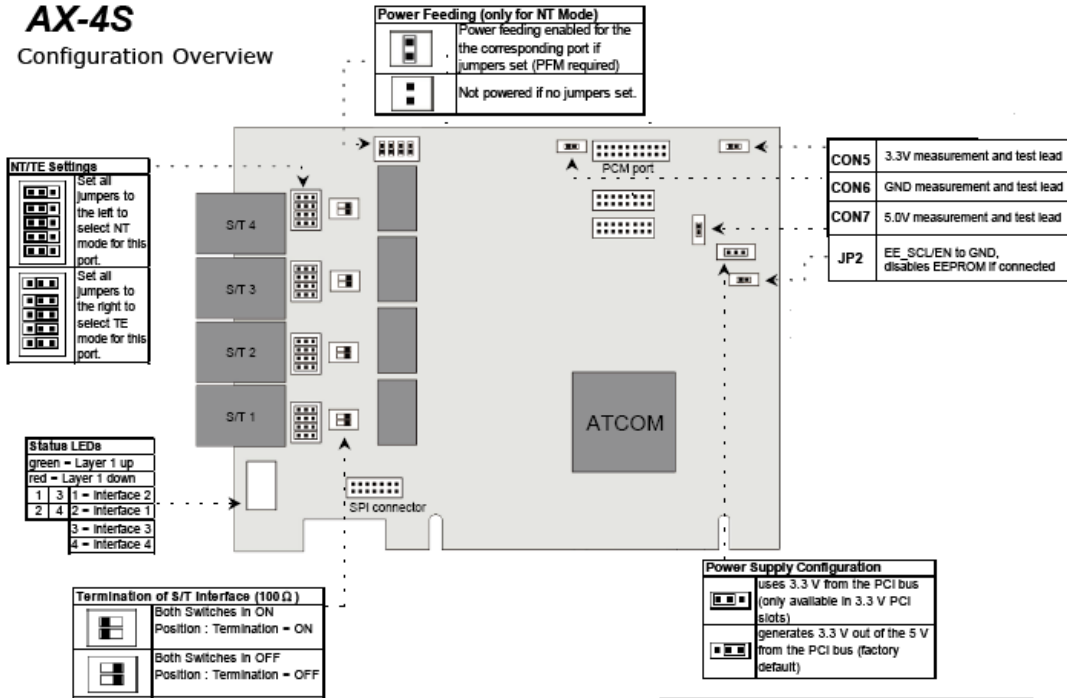 AX-4S
Configuration Overview
Power Feeding (only for NT Mode)
Power feeding enabled for the
the corresponding port if
jumpers set (PFM required)
Not powered if no jumpers set.
NT/TE Settings
Set all
jumpers to
the left to
select NT
mode for this
port.
Set all
jumpers to
the right to
select TE
mode for this
port.
S/T 4
S/T 3
S/T 2
S/T 1
PCM port
CON5 3.3V measurement and test lead
CON6 GND measurement and test lead
CON7 5.0V measurement and test lead
JP2 EE_SCL/EN to GND,
disables EEPROM if connected
ATCOM
Status LEDs
green = Layer 1 up
red = Layer 1 down
1 3 1 = Interface 2
2 4 2 = Interface 1
3 = Interface 3
4 = Interface 4
SPI connector
Termination of S/T Interface (100Ω)
Both Switches in ON
Position : Termination = ON
Both Switches in OFF
Position : Termination = OFF
Power Supply Configuration
uses 3.3 V from the PCI bus
(only available in 3.3 V PCI
slots)
generates 3.3 V out of the 5 V
from the PCI bus (factory
default)